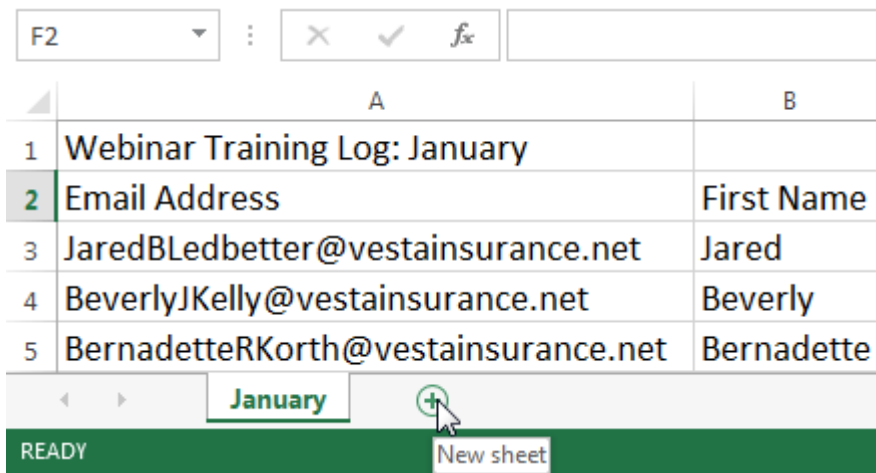 F2 fx
A B
1 Webinar Training Log: January
2 Email Address First Name
3 JaredBLedbetter@vestainsurance.net Jared
4 BeverlyJKelly@vestainsurance.net Beverly
5 BernadetteRKorth@vestainsurance.net Bernadette
January
READY New sheet